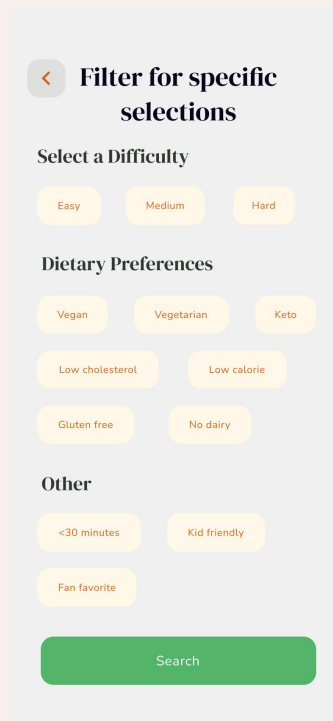 Filter for specific
selections
Select a Difficulty
Easy Medium Hard
Dietary Preferences
Vegan Vegetarian Keto
Low cholesterol Low calorie
Gluten free No dairy
Other
<30 minutes Kid friendly
Fan favorite
Search